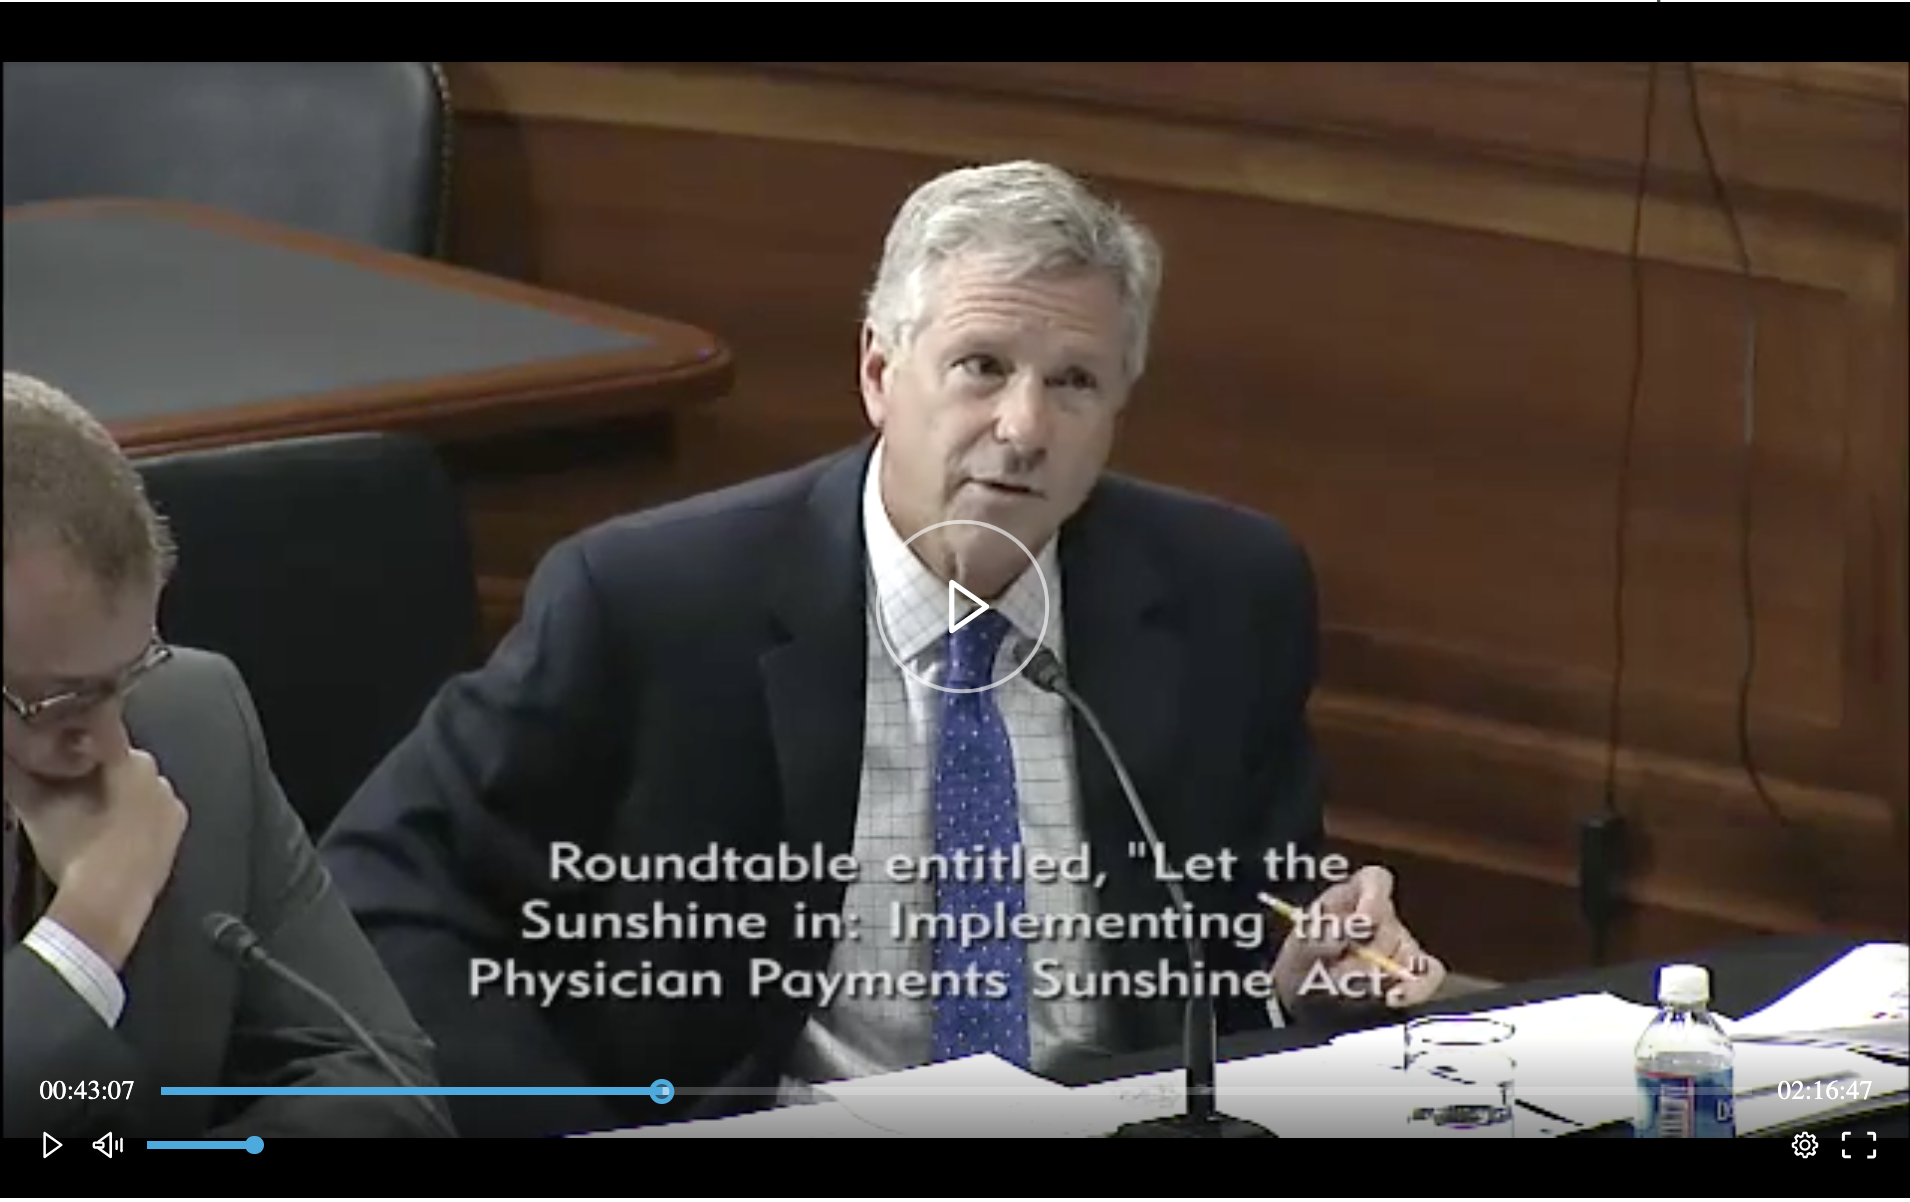 Roundtable entitled, "Let the
Sunshine in: Implementing the
Physician Payments Sunshine Act."
00:43:07
02:16:47